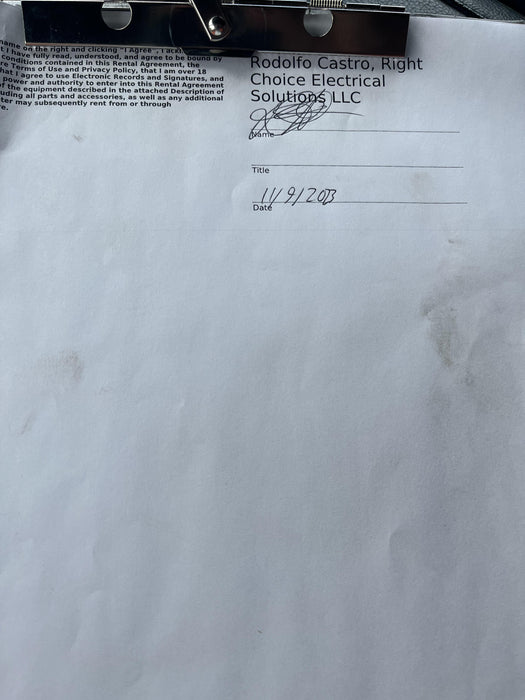 name on the right and clicking "I Agree", I ack
t I have fully read, understood, and agree to be bound by
conditions contained in this Rental Agreement, the
re Terms of Use and Privacy Policy, that I am over 18
hat I agree to use Electronic Records and Signatures, and
power and authority to enter into this Rental Agreement
f the equipment described in the attached Description of
uding all parts and accessories, as well as any additional
ter may subsequently rent from or through
e.
Rodolfo Castro, Right
Choice Electrical
Solutions LLC
Name
Title
11/9/2023
Date